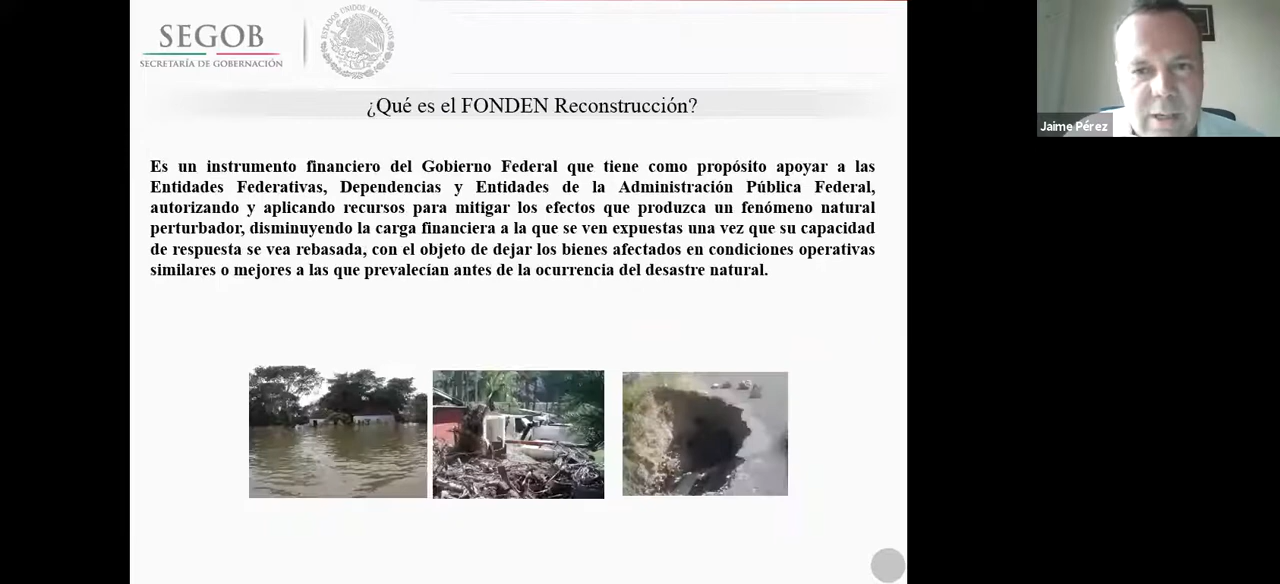 SEGOB
SECRETARÍA DE GOBERNACIÓN
ESTADOS UNIDOS MEXICANOS
¿Qué es el FONDEN Reconstrucción?
Es un instrumento financiero del Gobierno Federal que tiene como propósito apoyar a las
Entidades Federativas, Dependencias y Entidades de la Administración Pública Federal,
autorizando y aplicando recursos para mitigar los efectos que produzca un fenómeno natural
perturbador, disminuyendo la carga financiera a la que se ven expuestas una vez que su capacidad
de respuesta se vea rebasada, con el objeto de dejar los bienes afectados en condiciones operativas
similares o mejores a las que prevalecían antes de la ocurrencia del desastre natural.
Jaime Pérez